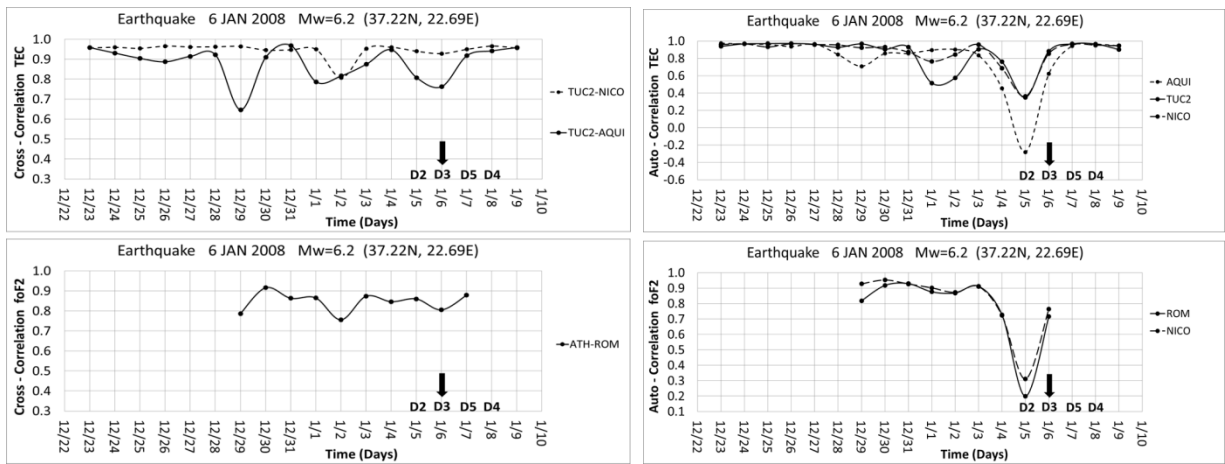 Earthquake 6 JAN 2008 Mw=6.2 (37.22N, 22.69E)
Cross - Correlation TEC
1.0
0.9
0.8
0.7
0.6
0.5
0.4
0.3
TUC2-NICO
TUC2-AQUI
D2 D3 D5 D4
12/22 12/23 12/24 12/25 12/26 12/27 12/28 12/29 12/30 12/31 1/1 1/2 1/3 1/4 1/5 1/6 1/7 1/8 1/9 1/10
Time (Days)
Earthquake 6 JAN 2008 Mw=6.2 (37.22N, 22.69E)
Auto - Correlation TEC
1.0
0.8
0.6
0.4
0.2
0.0
-0.2
-0.4
-0.6
AQUI
TUC2
NICO
D2 D3 D5 D4
12/22 12/23 12/24 12/25 12/26 12/27 12/28 12/29 12/30 12/31 1/1 1/2 1/3 1/4 1/5 1/6 1/7 1/8 1/9 1/10
Time (Days)
Earthquake 6 JAN 2008 Mw=6.2 (37.22N, 22.69E)
Cross - Correlation foF2
1.0
0.9
0.8
0.7
0.6
0.5
0.4
0.3
ATH-ROM
D2 D3 D5 D4
12/22 12/23 12/24 12/25 12/26 12/27 12/28 12/29 12/30 12/31 1/1 1/2 1/3 1/4 1/5 1/6 1/7 1/8 1/9 1/10
Time (Days)
Earthquake 6 JAN 2008 Mw=6.2 (37.22N, 22.69E)
Auto - Correlation foF2
1.0
0.9
0.8
0.7
0.6
0.5
0.4
0.3
0.2
0.1
ROM
NICO
D2 D3 D5 D4
12/22 12/23 12/24 12/25 12/26 12/27 12/28 12/29 12/30 12/31 1/1 1/2 1/3 1/4 1/5 1/6 1/7 1/8 1/9 1/10
Time (Days)